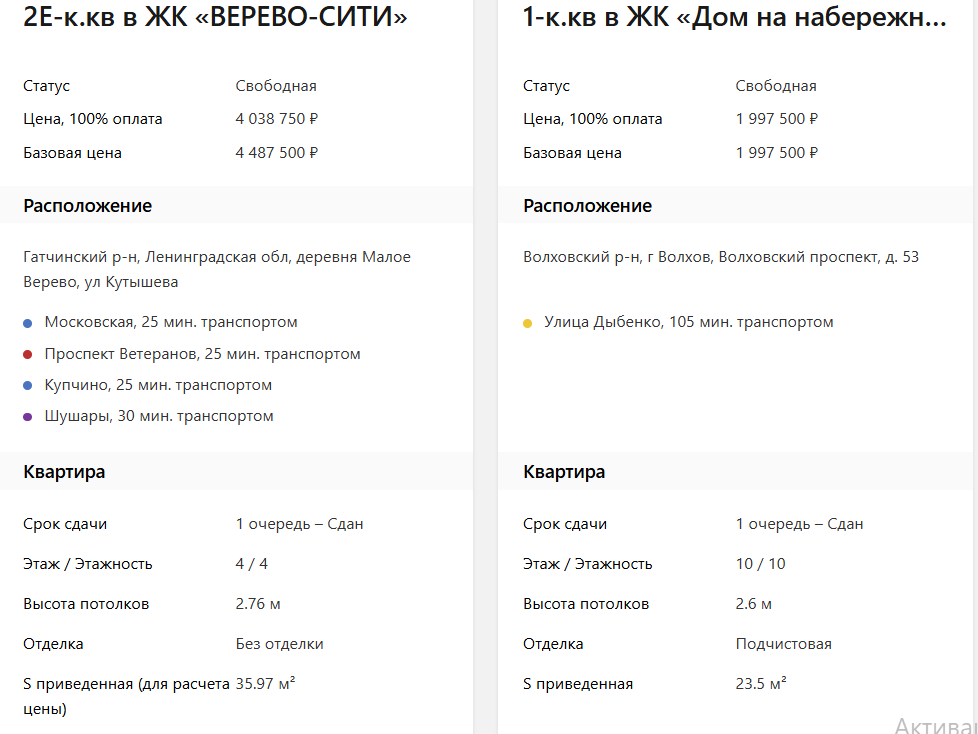 2Е-к.кв в ЖК «ВЕРЕВО-СИТИ»
Статус Свободная
Цена, 100% оплата 4 038 750 ₽
Базовая цена 4 487 500 ₽
Расположение
Гатчинский р-н, Ленинградская обл, деревня Малое
Верево, ул Кутышева
Московская, 25 мин. транспортом
Проспект Ветеранов, 25 мин. транспортом
Купчино, 25 мин. транспортом
Шушары, 30 мин. транспортом
Квартира
Срок сдачи 1 очередь – Сдан
Этаж / Этажность 4 / 4
Высота потолков 2.76 м
Отделка Без отделки
S приведенная (для расчета 35.97 м²
цены)
1-к.кв в ЖК «Дом на набережн...
Статус Свободная
Цена, 100% оплата 1 997 500 ₽
Базовая цена 1 997 500 ₽
Расположение
Волховский р-н, г Волхов, Волховский проспект, д. 53
Улица Дыбенко, 105 мин. транспортом
Квартира
Срок сдачи 1 очередь – Сдан
Этаж / Этажность 10 / 10
Высота потолков 2.6 м
Отделка Подчистовая
S приведенная 23.5 м²